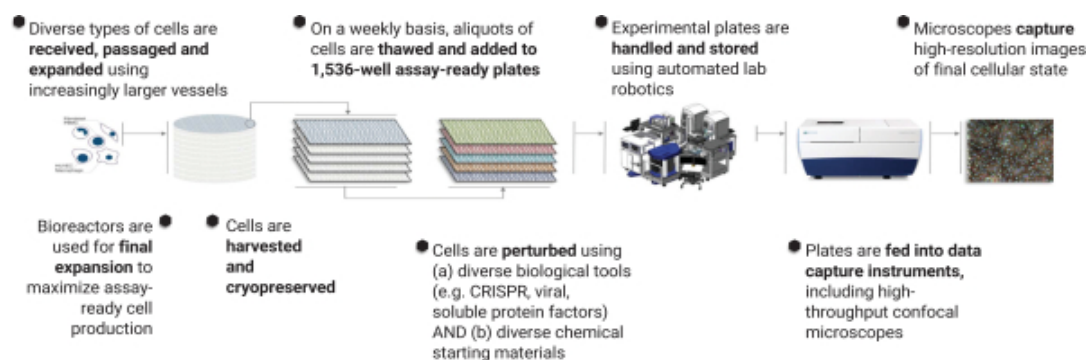 Diverse types of cells are
received, passaged and
expanded using
increasingly larger vessels
On a weekly basis, aliquots of
cells are thawed and added to
1,536-well assay-ready plates
Experimental plates are
handled and stored
using automated lab
robotics
Microscopes capture
high-resolution images
of final cellular state
Bioreactors are
used for final
expansion to
maximize assay-
ready cell
production
Cells are
harvested
and
cryopreserved
Cells are perturbed using
(a) diverse biological tools
(e.g. CRISPR, viral,
soluble protein factors)
AND (b) diverse chemical
starting materials
Plates are fed into data
capture instruments,
including high-
throughput confocal
microscopes